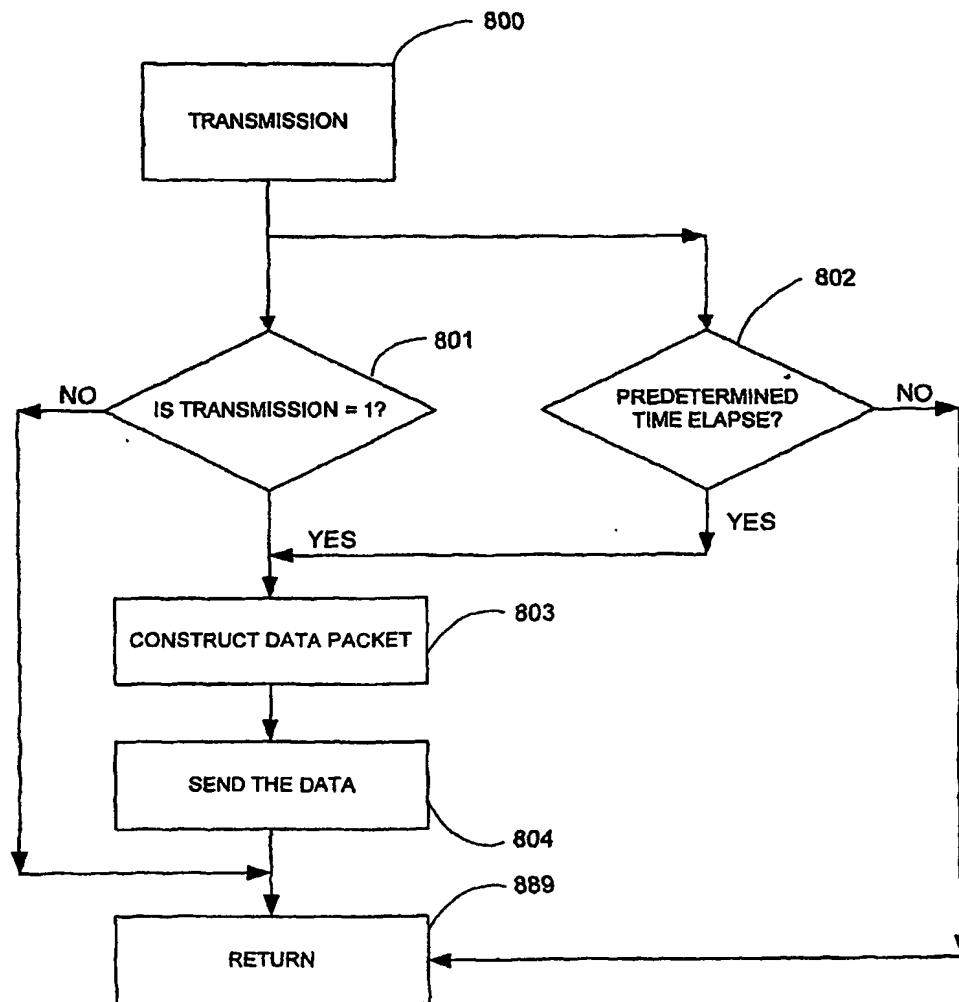 800
TRANSMISSION
802
801
NO
IS TRANSMISSION = 1?
PREDETERMINED
TIME ELAPSE?
NO
YES
YES
803
CONSTRUCT DATA PACKET
SEND THE DATA
804
889
RETURN